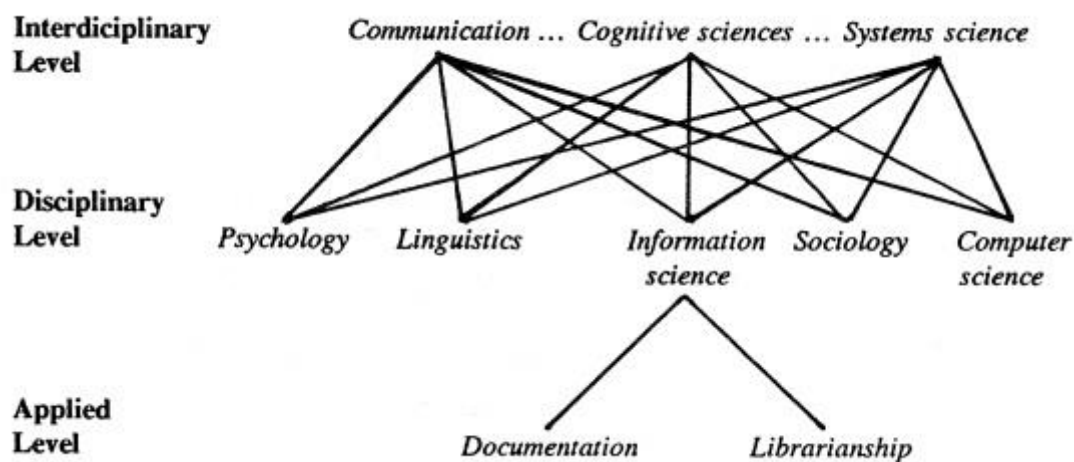 Interdiciplinary
Level
Communication ... Cognitive sciences ... Systems science
Disciplinary
Level
Psychology
Linguistics
Information
science
Sociology
Computer
science
Applied
Level
Documentation
Librarianship